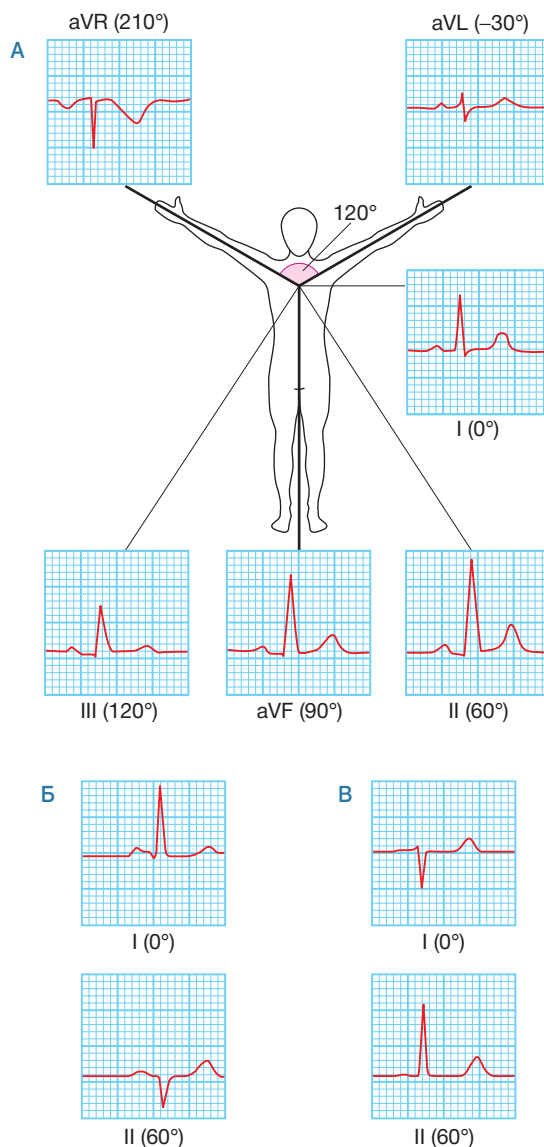 aVR (210°)
aVL (–30°)
А
120°
I (0°)
III (120°)
aVF (90°)
II (60°)
Б
В
I (0°)
I (0°)
II (60°)
II (60°)